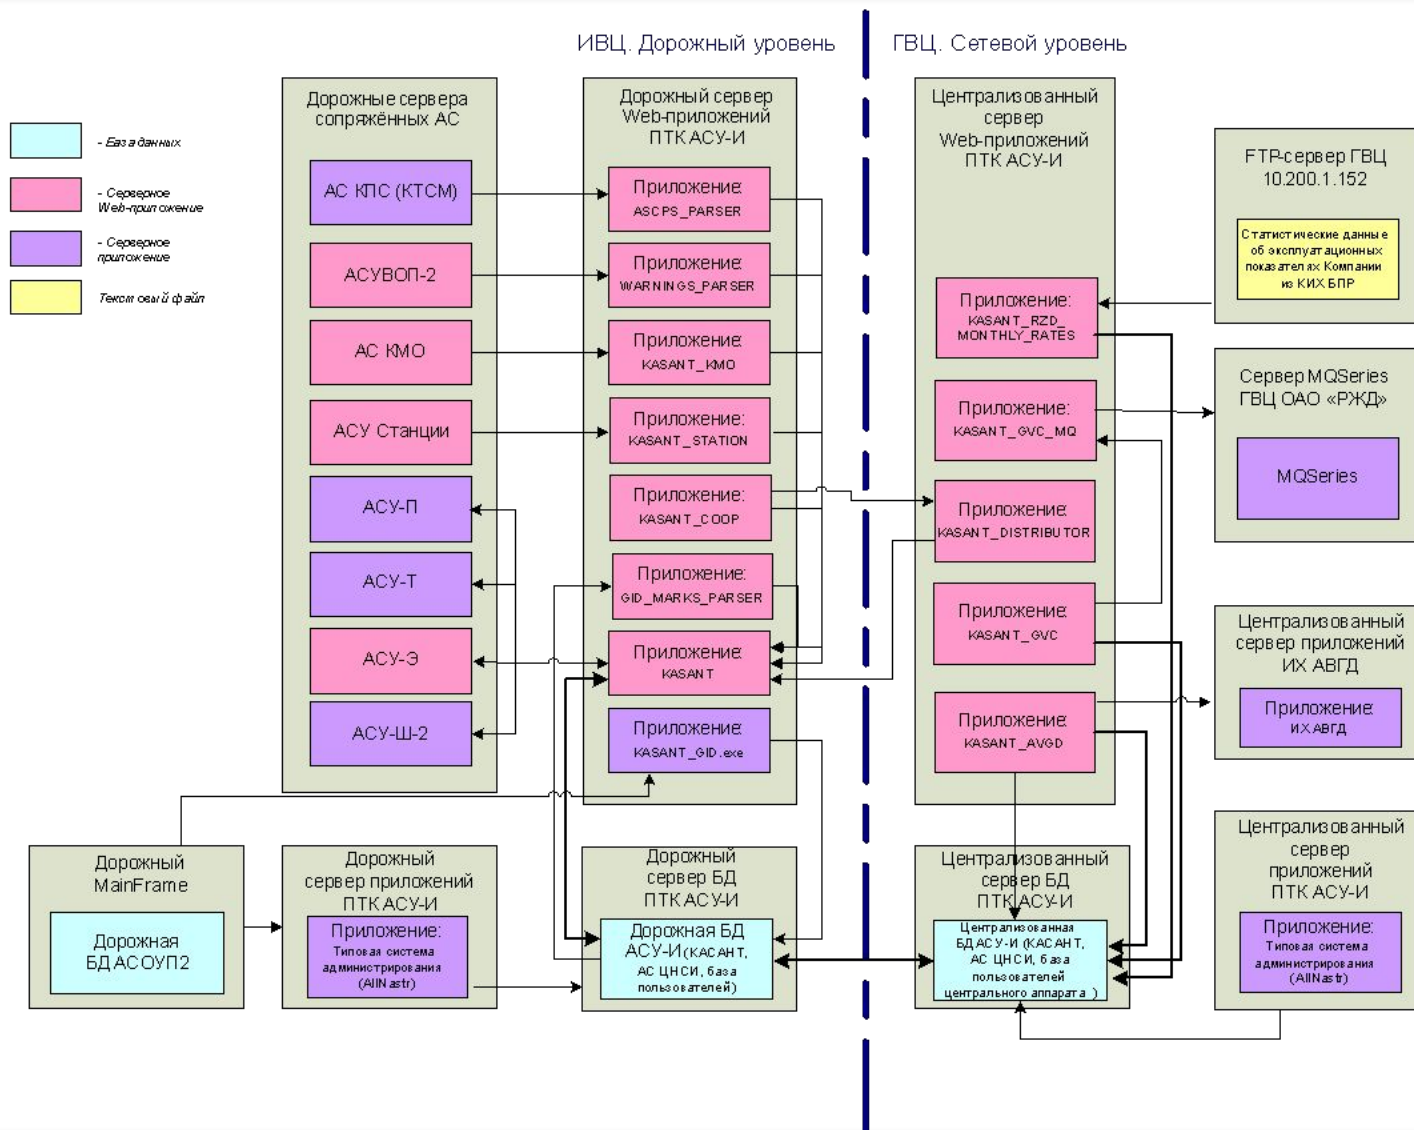 ИВЦ. Дорожный уровень
ГВЦ. Сетевой уровень
- База данных
- Серверное
Web-приложение
- Серверное
приложение
Текстовый файл
Дорожные сервера
сопряжённых АС
АС КПС (КТСМ)
АСУВОП-2
АС КМО
АСУ Станции
АСУ-П
АСУ-Т
АСУ-Э
АСУ-Ш-2
Дорожный сервер
Web-приложений
ПТК АСУ-И
Приложение:
ASCPS_PARSER
Приложение:
WARNINGS_PARSER
Приложение:
KASANT_KMO
Приложение:
KASANT_STATION
Приложение:
KASANT_COOP
Приложение:
GID_MARKS_PARSER
Приложение:
KASANT
Приложение:
KASANT_GID.exe
Централизованный
сервер
Web-приложений
ПТК АСУ-И
Приложение:
KASANT_RZD_
MONTHLY_RATES
Приложение:
KASANT_GVC_MQ
Приложение:
KASANT_DISTRIBUTOR
Приложение:
KASANT_GVC
Приложение:
KASANT_AVGD
FTP-сервер ГВЦ
10.200.1.152
Статистические данные
об эксплуатационных
показателях Компании
из КИХ БПР
Сервер MQSeries
ГВЦ ОАО «РЖД»
MQSeries
Централизованный
сервер приложений
ИХ АВГД
Приложение:
ИХ АВГД
Дорожный
MainFrame
Дорожная
БД АСОУП2
Дорожный
сервер приложений
ПТК АСУ-И
Приложение:
Типовая система
администрирования
(AllNastr)
Дорожный
сервер БД
ПТК АСУ-И
Дорожная БД
АСУ-И (КАСАНТ,
АС ЦНСИ, база
пользователей)
Централизованный
сервер БД
ПТК АСУ-И
Централизованная
БД АСУ-И (КАСАНТ,
АС ЦНСИ, база
пользователей
центрального аппарата )
Централизованный
сервер
приложений
ПТК АСУ-И
Приложение:
Типовая система
администрирования
(AllNastr)